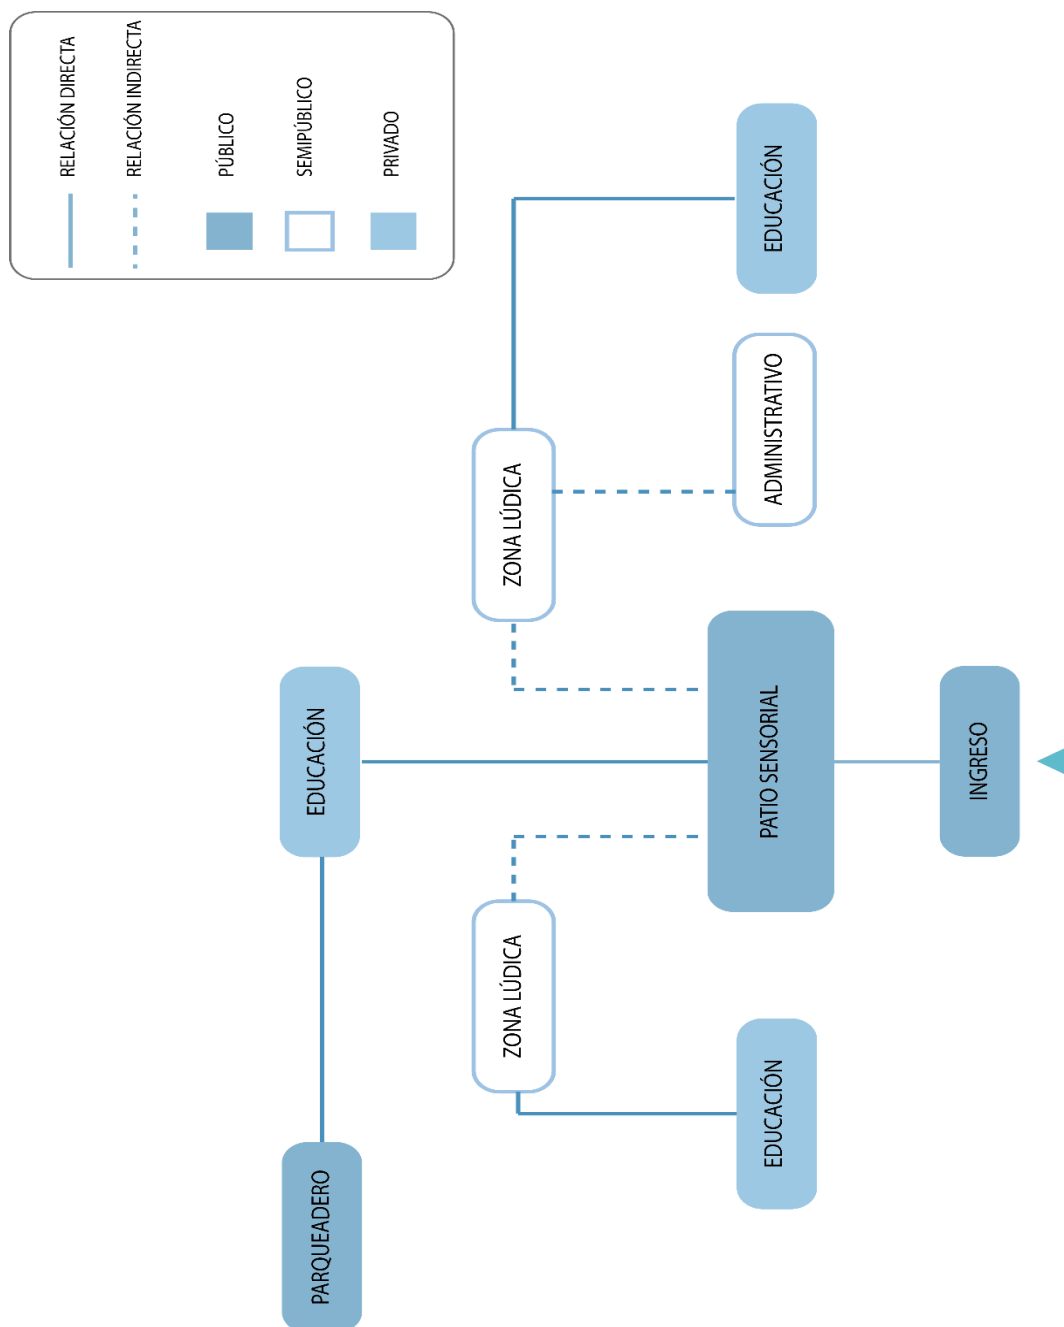 RELACIÓN DIRECTA
RELACIÓN INDIRECTA
PÚBLICO
SEMIPÚBLICO
PRIVADO
PARQUEADERO
EDUCACIÓN
ZONA LÚDICA
ZONA LÚDICA
EDUCACIÓN
PATIO SENSORIAL
ADMINISTRATIVO
EDUCACIÓN
INGRESO